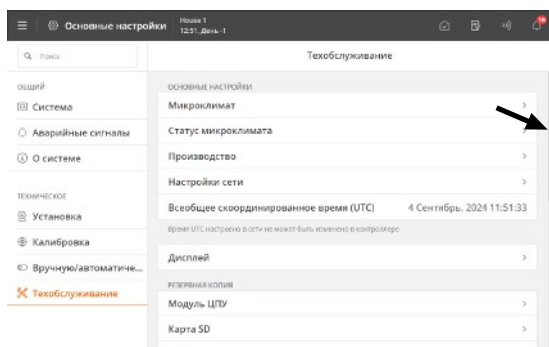 Основные настройки
House 1
12:51, День -1
Поиск
Техобслуживание
ОБЩИЙ
Система
Аварийные сигналы
О системе
ТЕХНИЧЕСКОЕ
Установка
Калибровка
Вручную/автоматиче...
Техобслуживание
ОСНОВНЫЕ НАСТРОЙКИ
Микроклимат
Статус микроклимата
Производство
Настройки сети
Всеобщее скоординированное время (UTC) 4 Сентябрь. 2024 11:51:33
Время UTC настроено в сети и не может быть изменено в контроллере
Дисплей
РЕЗЕРВНАЯ КОПИЯ
Модуль ЦПУ
Карта SD